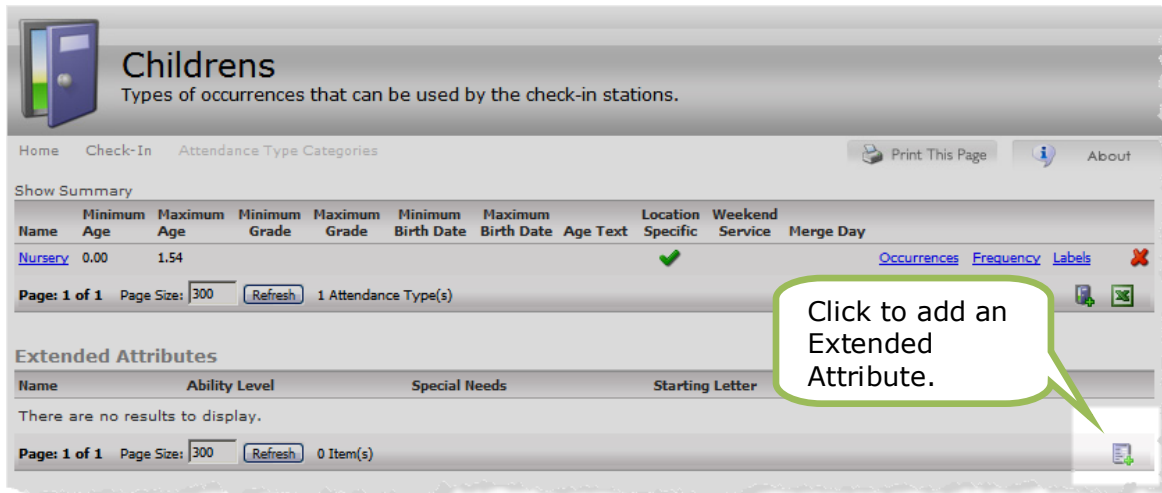 Childrens
Types of occurrences that can be used by the check-in stations.
Home Check-In Attendance Type Categories Print This Page About
Show Summary
Name Minimum Age Maximum Age Minimum Grade Maximum Grade Minimum Birth Date Maximum Birth Date Age Text Location Specific Weekend Service Merge Day
Nursery 0.00 1.54 Occurrences Frequency Labels
Page: 1 of 1 Page Size: 300 Refresh 1 Attendance Type(s)
Click to add an
Extended
Attribute.
Extended Attributes
Name Ability Level Special Needs Starting Letter
There are no results to display.
Page: 1 of 1 Page Size: 300 Refresh 0 Item(s)